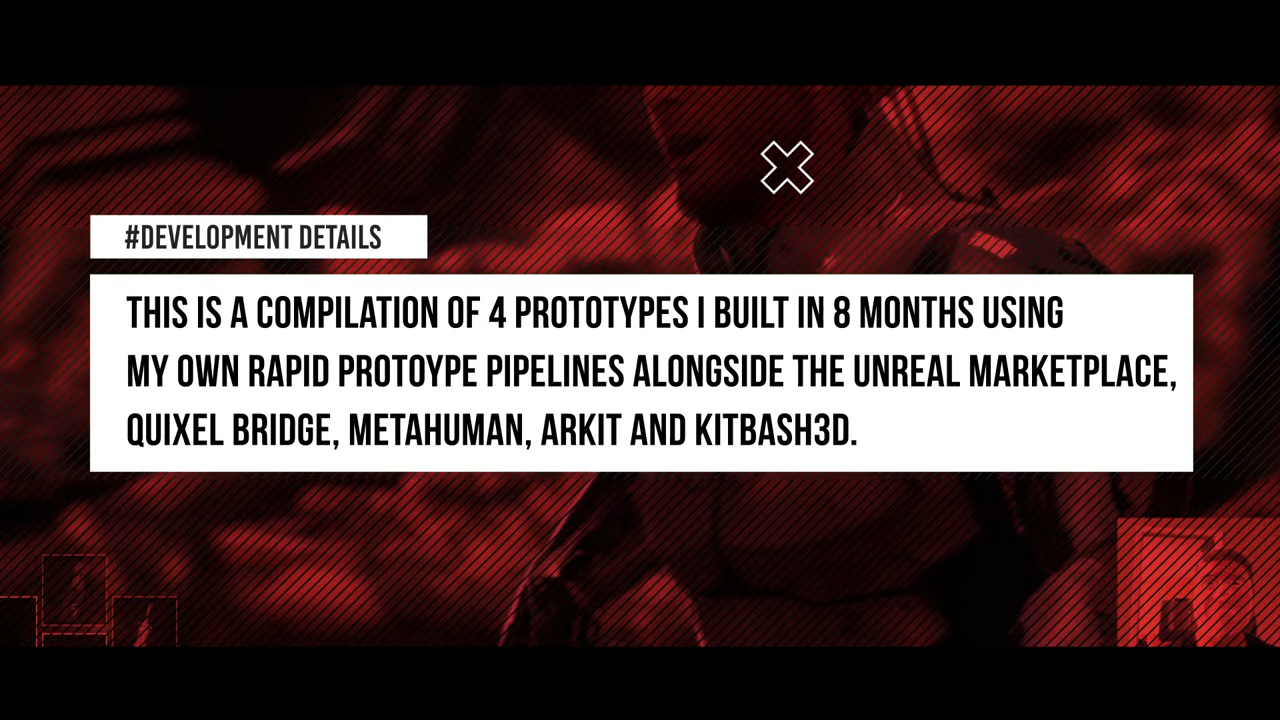 #DEVELOPMENT DETAILS
THIS IS A COMPILATION OF 4 PROTOTYPES I BUILT IN 8 MONTHS USING
MY OWN RAPID PROTOYPE PIPELINES ALONGSIDE THE UNREAL MARKETPLACE,
QUIXEL BRIDGE, METAHUMAN, ARKIT AND KITBASH3D.
5